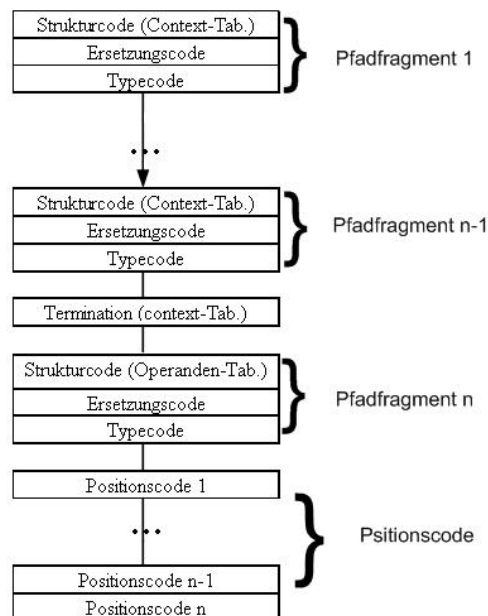 Strukturcode (Context-Tab.)
Ersetzungscode
Typecode
Pfadfragment 1
...
Strukturcode (Context-Tab.)
Ersetzungscode
Typecode
Pfadfragment n-1
Termination (context-Tab.)
Strukturcode (Operanden-Tab.)
Ersetzungscode
Typecode
Pfadfragment n
Positionscode 1
...
Psitionscode
Positionscode n-1
Positionscode n